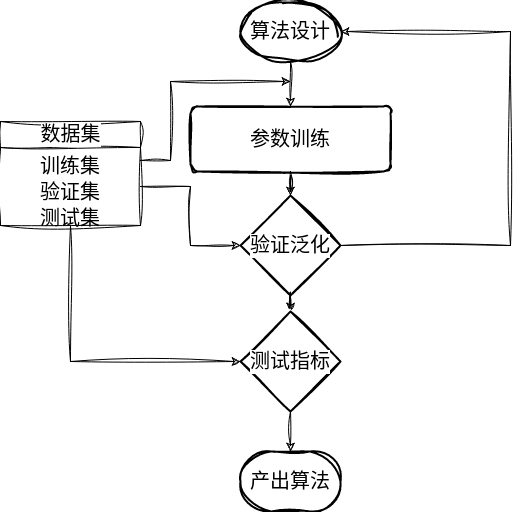 算法设计
数据集
参数训练
训练集
验证集
测试集
验证泛化
测试指标
产出算法